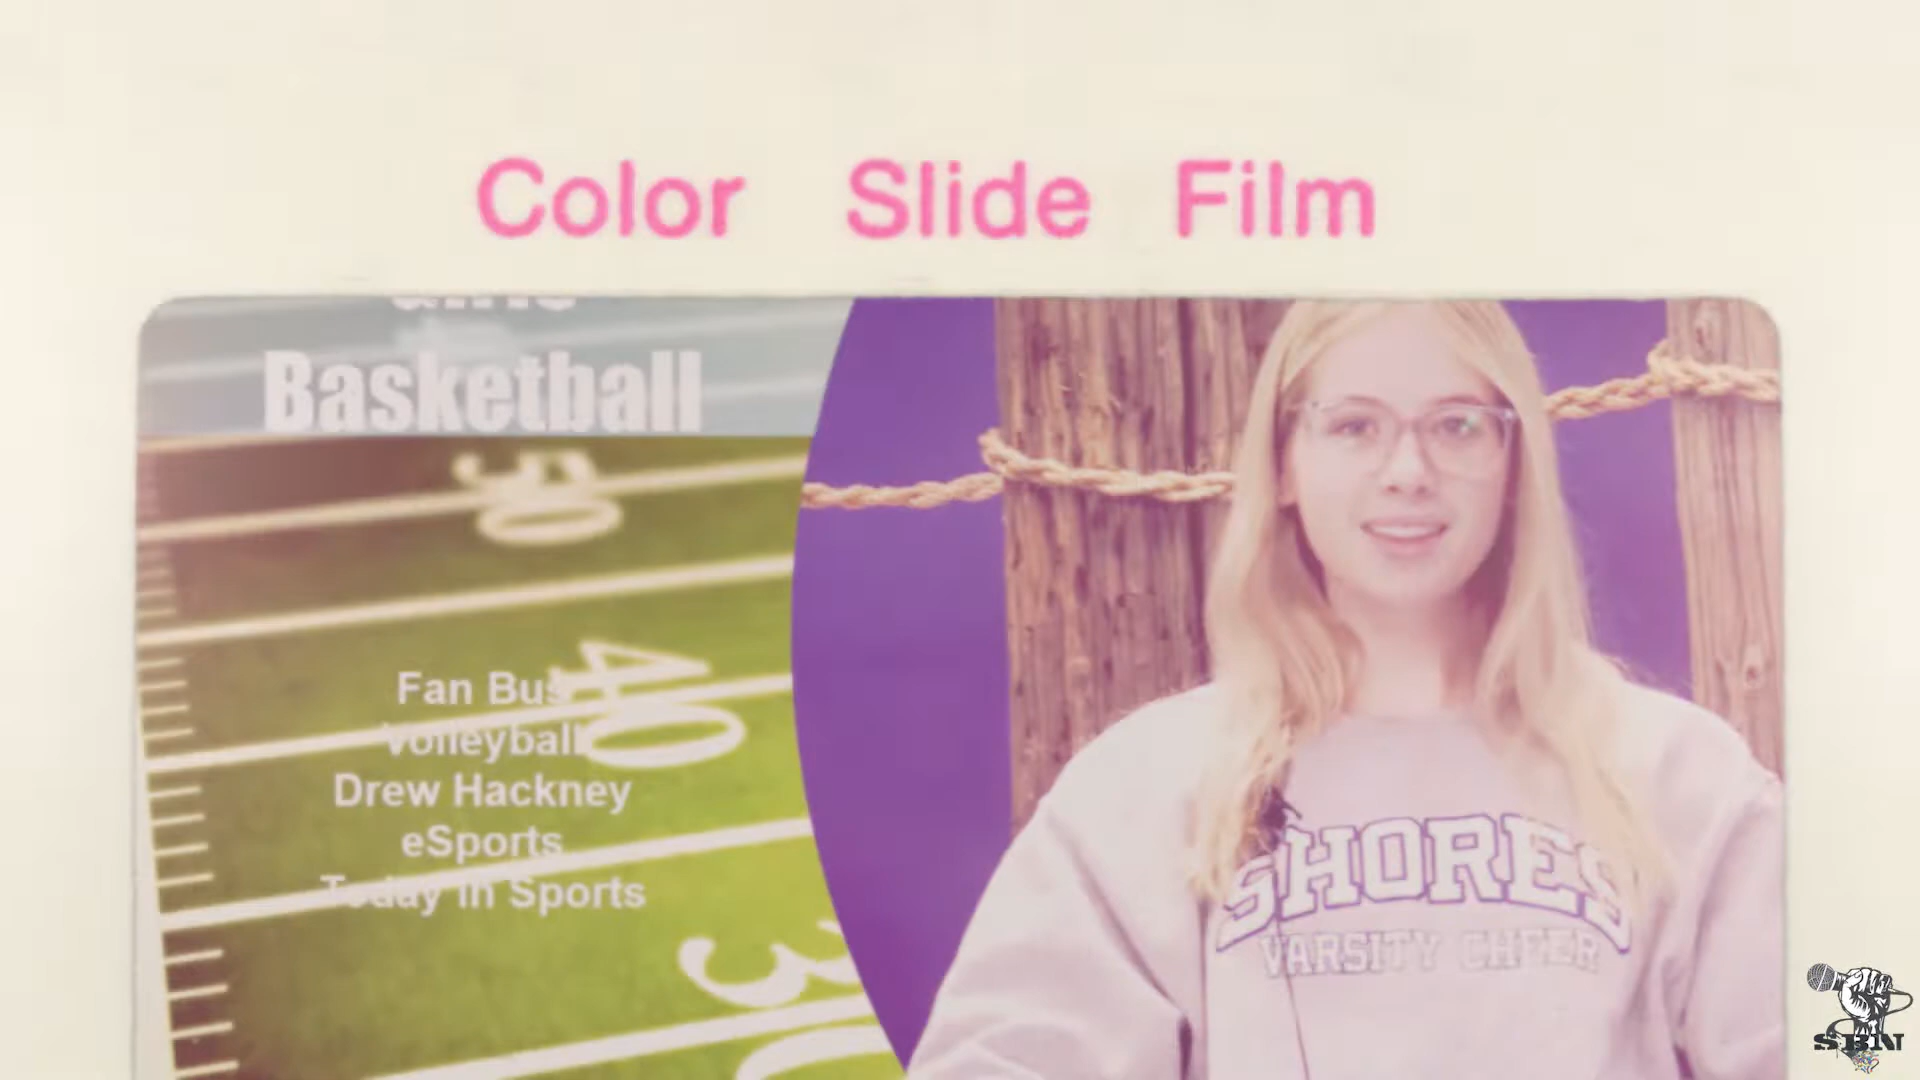 Color Slide Film
Basketball
50
40
30
Fan Bus
Volleyball
Drew Hackney
eSports
Today in Sports
SHORES
VARSITY CHEER
SBN